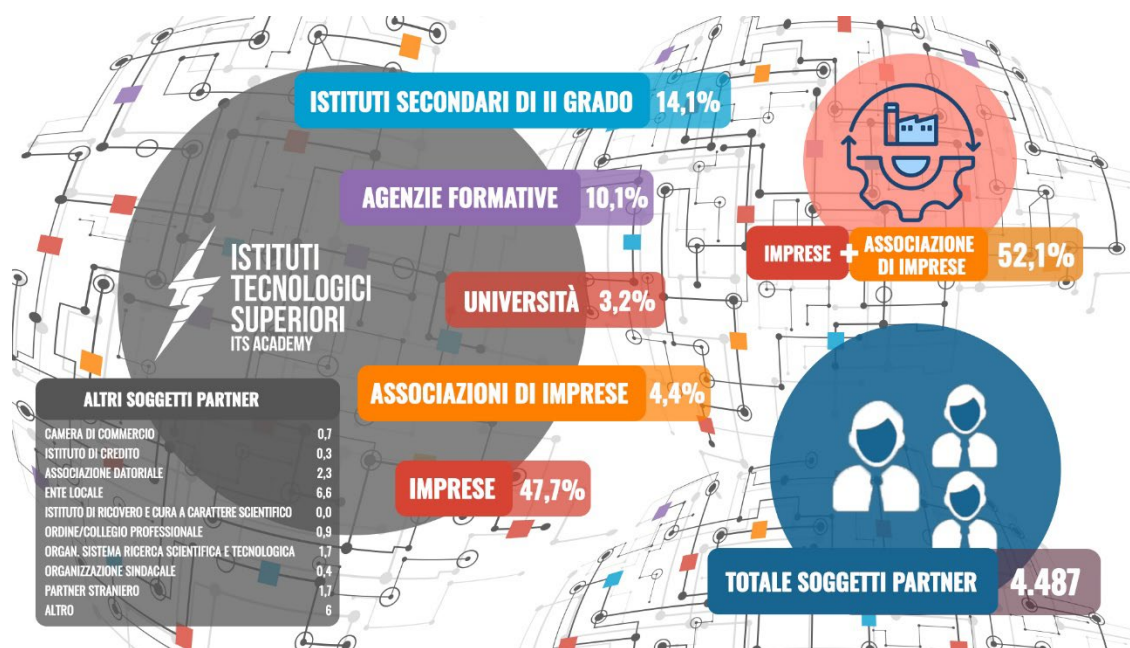 ISTITUTI SECONDARI DI II GRADO 14,1%
AGENZIE FORMATIVE 10,1%
UNIVERSITÀ 3,2%
ASSOCIAZIONI DI IMPRESE 4,4%
IMPRESE 47,7%
IMPRESE + ASSOCIAZIONE
DI IMPRESE 52,1%
ITS
ISTITUTI
TECNOLOGICI
SUPERIORI
ITS ACADEMY
ALTRI SOGGETTI PARTNER
CAMERA DI COMMERCIO 0,7
ISTITUTO DI CREDITO 0,3
ASSOCIAZIONE DATORIALE 2,3
ENTE LOCALE 6,6
ISTITUTO DI RICOVERO E CURA A CARATTERE SCIENTIFICO 0,0
ORDINE/COLLEGIO PROFESSIONALE 0,9
ORGAN. SISTEMA RICERCA SCIENTIFICA E TECNOLOGICA 1,7
ORGANIZZAZIONE SINDACALE 0,4
PARTNER STRANIERO 1,7
ALTRO 6
TOTALE SOGGETTI PARTNER 4.487